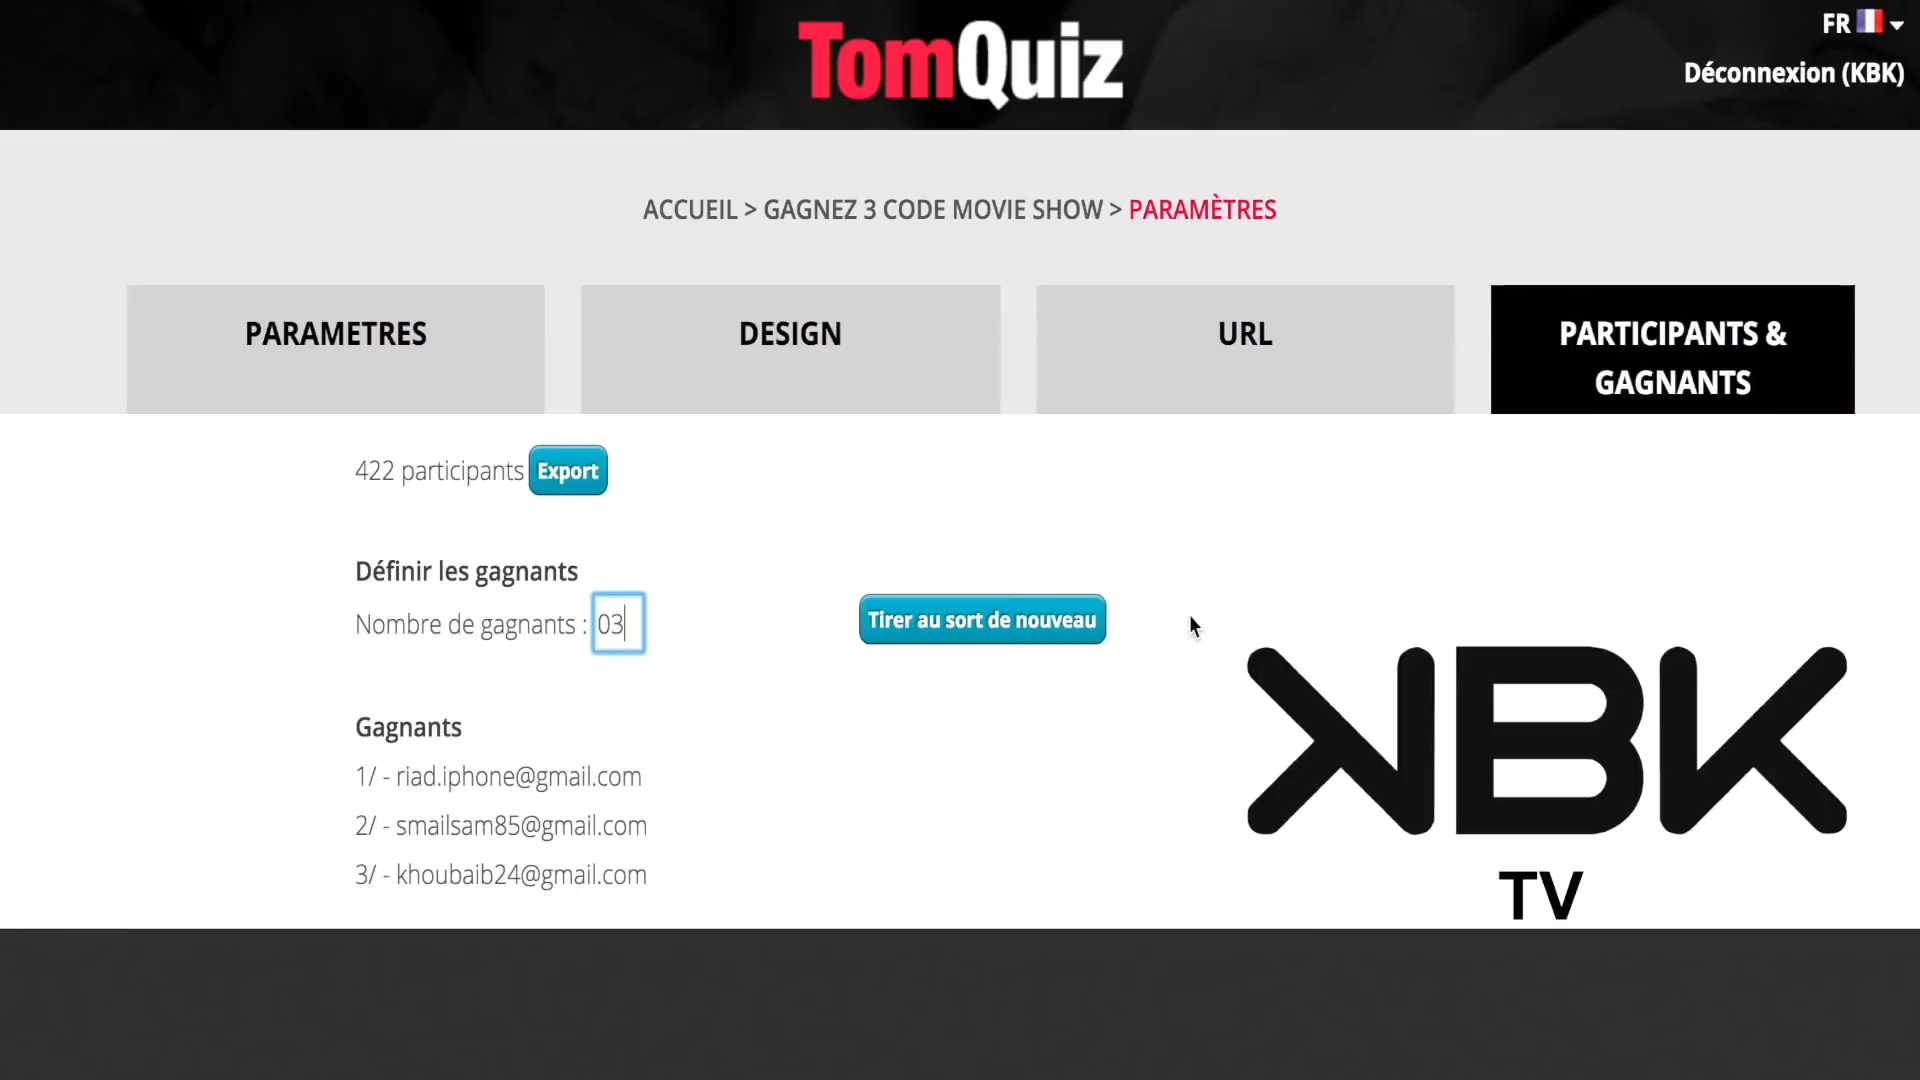 TomQuiz
FR
Déconnexion (KBK)
ACCUEIL > GAGNEZ 3 CODE MOVIE SHOW > PARAMÈTRES
PARAMETRES
DESIGN
URL
PARTICIPANTS &
GAGNANTS
422 participants Export
Définir les gagnants
Nombre de gagnants : 03
Tirer au sort de nouveau
Gagnants
1/ - riad.iphone@gmail.com
2/ - smailsam85@gmail.com
3/ - khoubaib24@gmail.com
KBK
TV